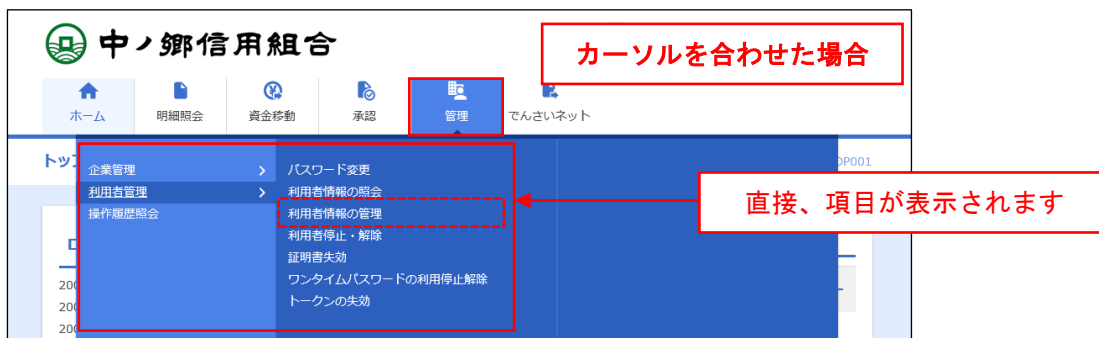 中ノ郷信用組合
カーソルを合わせた場合
ホーム 明細照会 資金移動 承認 管理 でんさいネット
トップ
企業管理
利用者管理
操作履歴照会
パスワード変更
利用者情報の照会
利用者情報の管理
利用者停止・解除
証明書失効
ワンタイムパスワードの利用停止解除
トークンの失効
OP001
直接、項目が表示されます
200
200
200